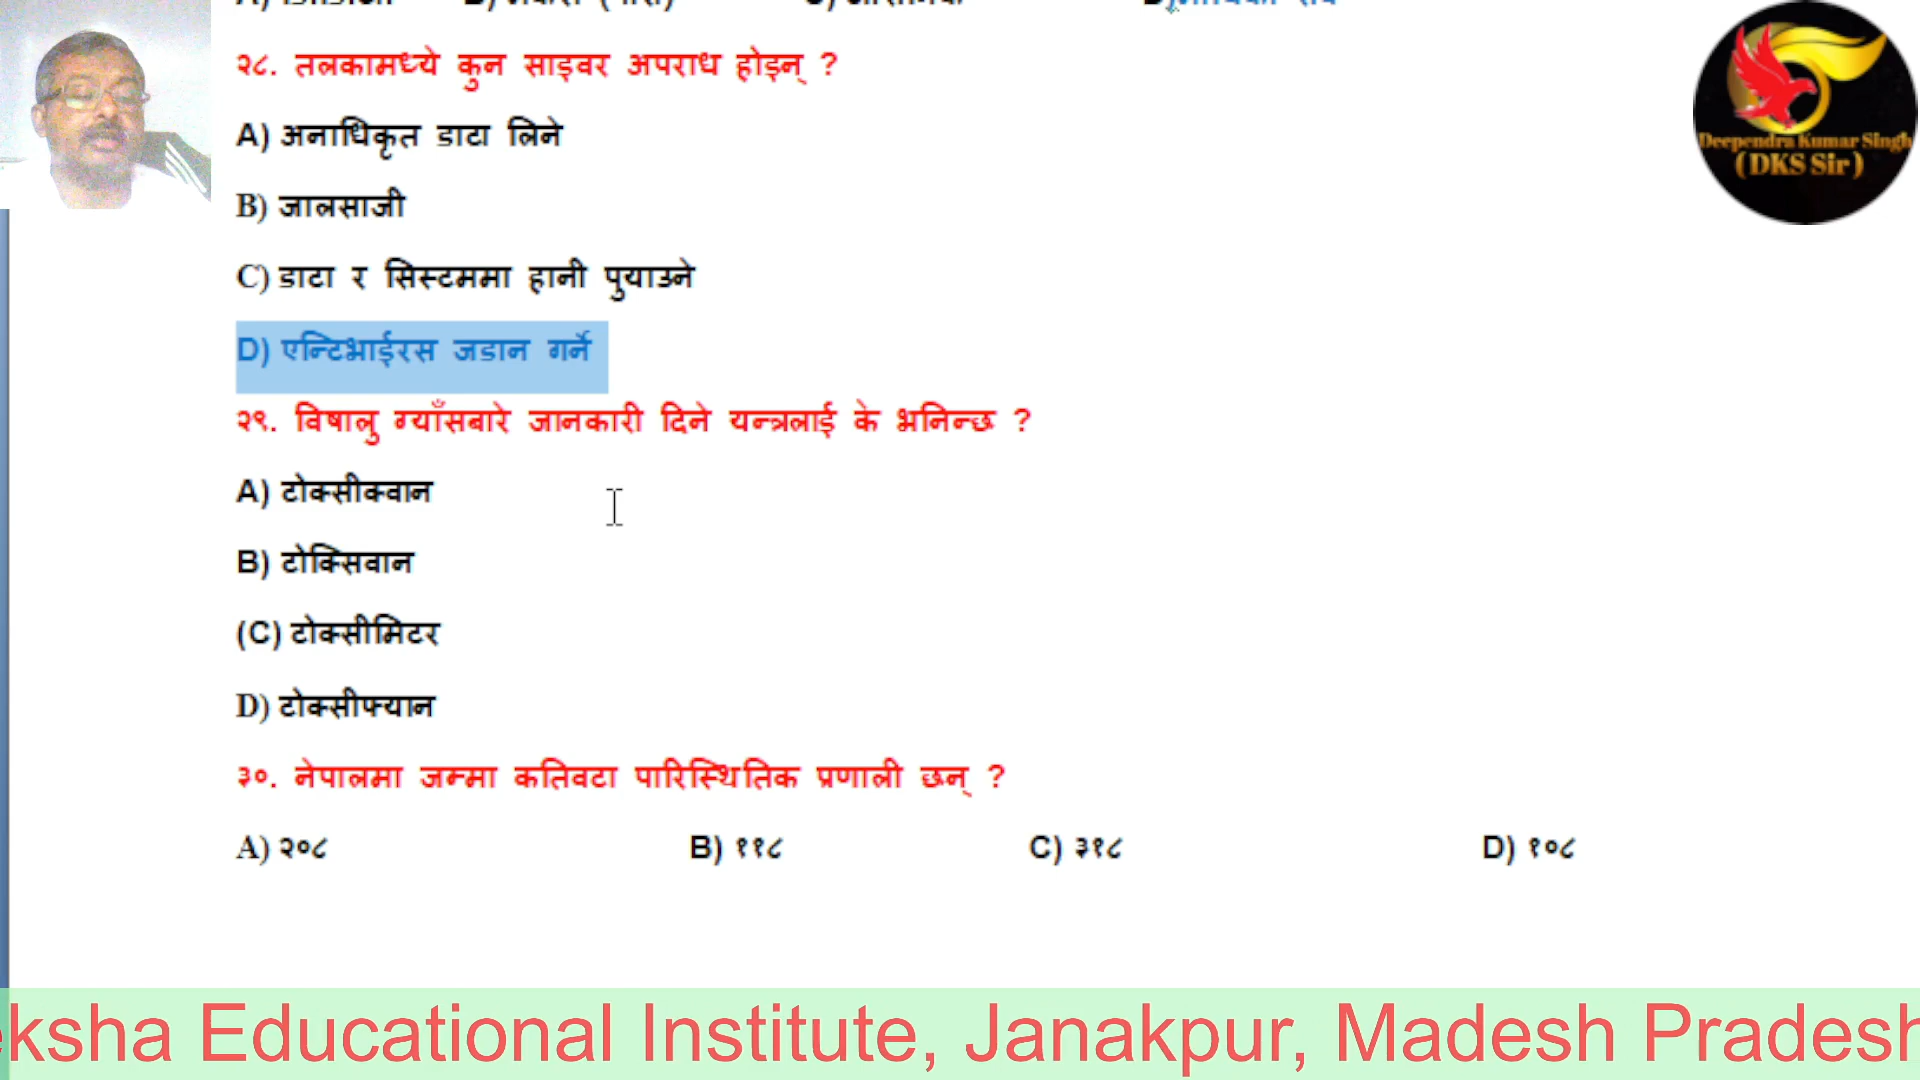 २८. तलकामध्ये कुन साइवर अपराध होइन् ?
A) अनाधिकृत डाटा लिने
B) जालसाजी
C) डाटा र सिस्टममा हानी पुयाउने
D) एन्टिभाईरस जडान गर्ने
२९. विषालु ग्याँसबारे जानकारी दिने यन्त्रलाई के भनिन्छ ?
A) टोक्सीक्वान
B) टोक्सिवान
(C) टोक्सीमिटर
D) टोक्सीफ्यान
३०. नेपालमा जम्मा कतिवटा पारिस्थितिक प्रणाली छन् ?
A) २०८ B) ११८ C) ३१८ D) १०८
Deependra Kumar Singh
(DKS Sir)
eksha Educational Institute, Janakpur, Madesh Pradesh